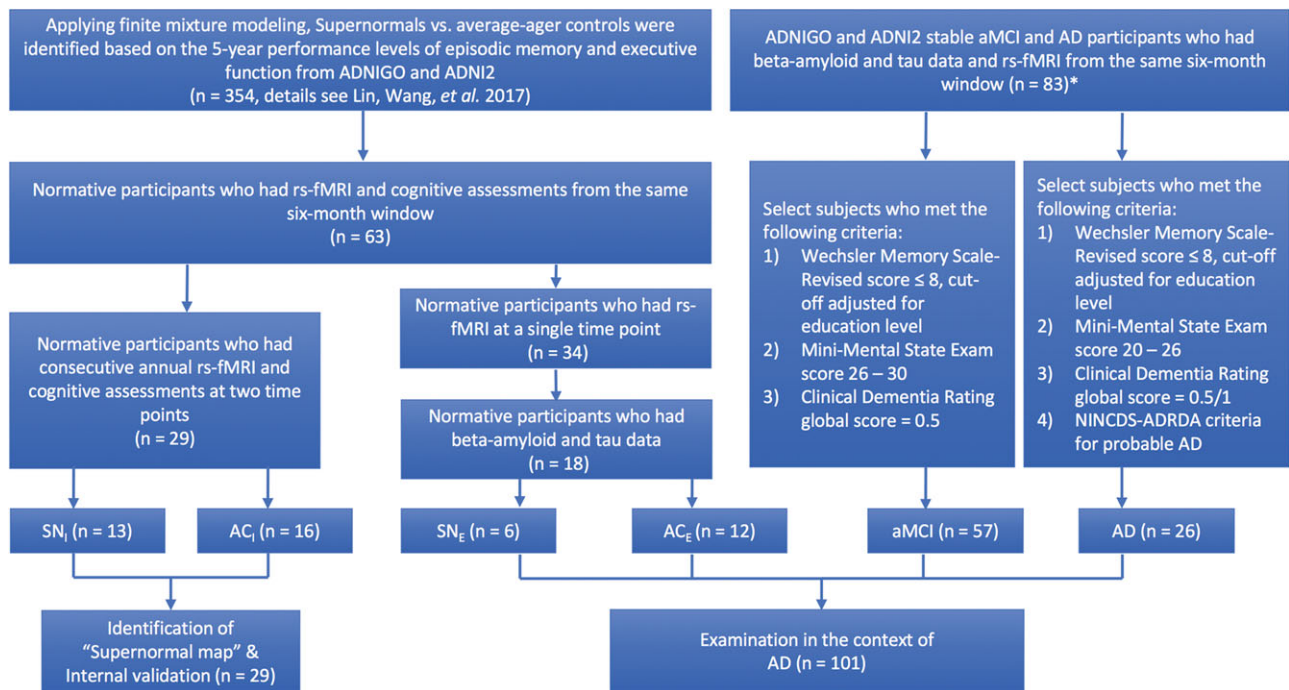 Applying finite mixture modeling, Supernormals vs. average-ager controls were
identified based on the 5-year performance levels of episodic memory and executive
function from ADNIGO and ADNI2
(n = 354, details see Lin, Wang, et al. 2017)
ADNIGO and ADNI2 stable aMCI and AD participants who had
beta-amyloid and tau data and rs-fMRI from the same six-month
window (n = 83)*
Normative participants who had rs-fMRI and cognitive assessments from the same
six-month window
(n = 63)
Normative participants who had
consecutive annual rs-fMRI and
cognitive assessments at two time
points
(n = 29)
Normative participants who had rs-
fMRI at a single time point
(n = 34)
Normative participants who had
beta-amyloid and tau data
(n = 18)
Select subjects who met the
following criteria:
1) Wechsler Memory Scale-
Revised score ≤ 8, cut-
off adjusted for
education level
2) Mini-Mental State Exam
score 26 – 30
3) Clinical Dementia Rating
global score = 0.5
Select subjects who met the
following criteria:
1) Wechsler Memory Scale-
Revised score ≤ 8, cut-off
adjusted for education
level
2) Mini-Mental State Exam
score 20 – 26
3) Clinical Dementia Rating
global score = 0.5/1
4) NINCDS-ADRDA criteria
for probable AD
SNI (n = 13)
ACI (n = 16)
SNE (n = 6)
ACE (n = 12)
aMCI (n = 57)
AD (n = 26)
Identification of
“Supernormal map” &
Internal validation (n = 29)
Examination in the context of
AD (n = 101)